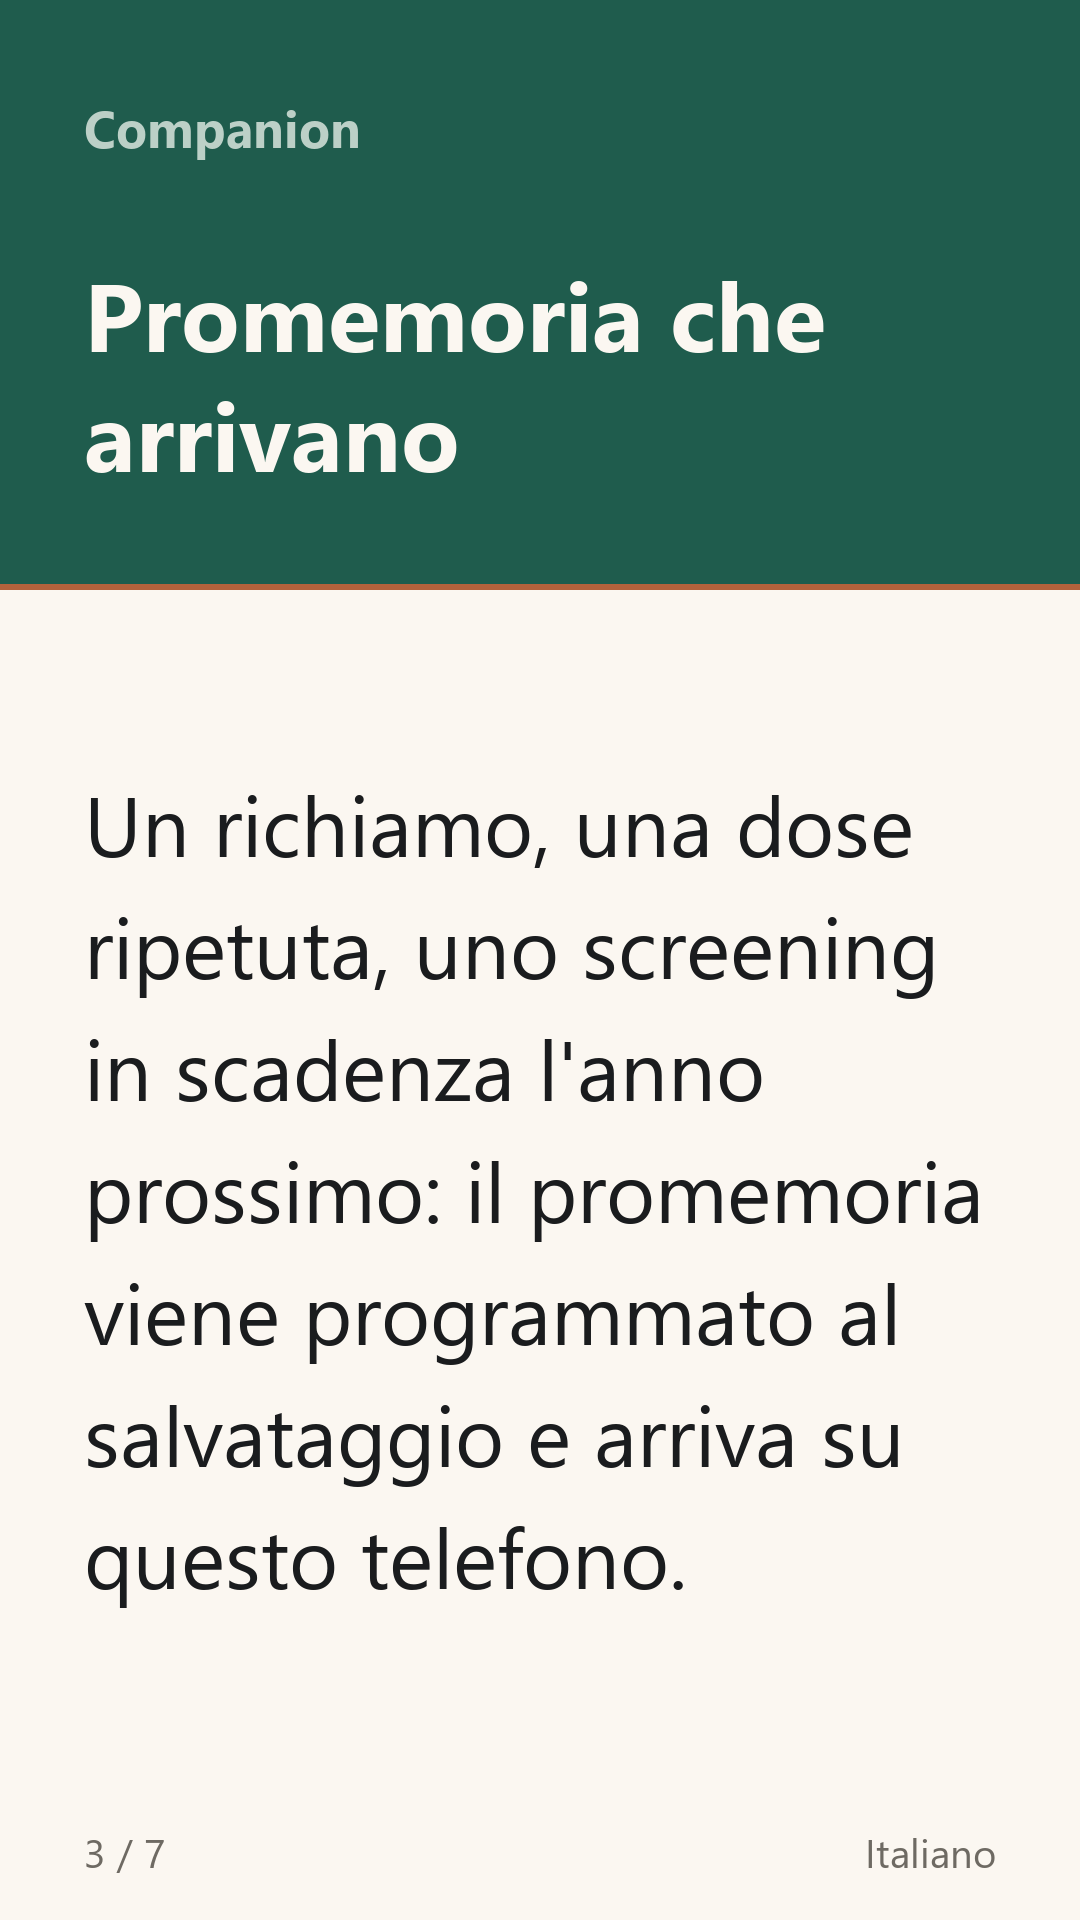 Companion
Promemoria che
arrivano
Un richiamo, una dose
ripetuta, uno screening
in scadenza l'anno
prossimo: il promemoria
viene programmato al
salvataggio e arriva su
questo telefono.
3 / 7
Italiano